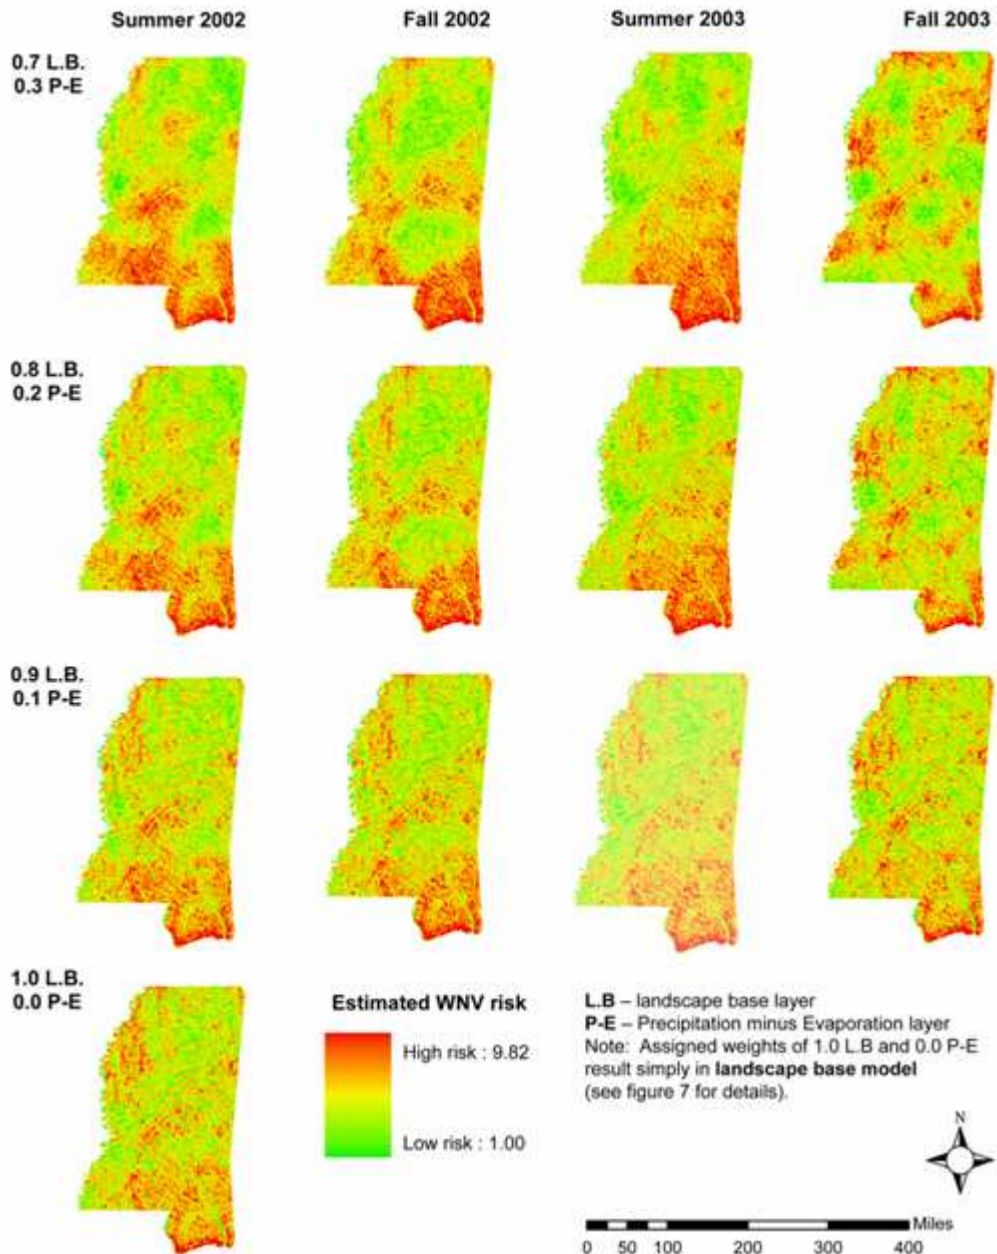 Summer 2002 Fall 2002 Summer 2003 Fall 2003
0.7 L.B.
0.3 P-E
0.8 L.B.
0.2 P-E
0.9 L.B.
0.1 P-E
1.0 L.B.
0.0 P-E
Estimated WNV risk
High risk : 9.82
Low risk : 1.00
L.B – landscape base layer
P-E – Precipitation minus Evaporation layer
Note: Assigned weights of 1.0 L.B and 0.0 P-E
result simply in landscape base model
(see figure 7 for details).
N
Miles
0 50 100 200 300 400